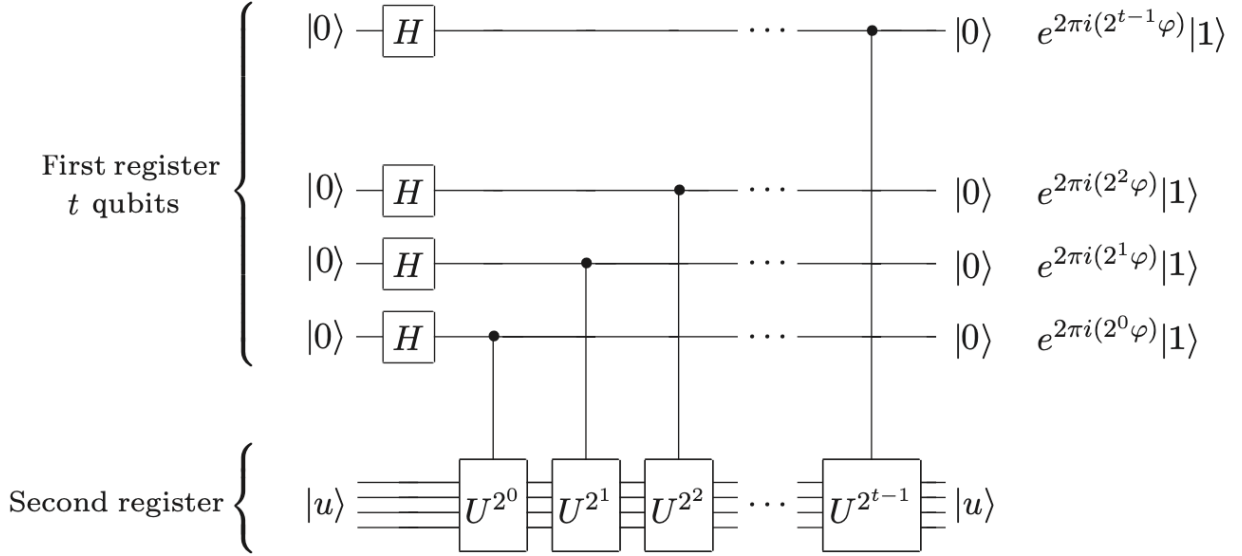 |0⟩ H ··· |0⟩ e^{2πi(2^{t−1}φ)}|1⟩
First register
t qubits
|0⟩ H ··· |0⟩ e^{2πi(2^2φ)}|1⟩
|0⟩ H ··· |0⟩ e^{2πi(2^1φ)}|1⟩
|0⟩ H ··· |0⟩ e^{2πi(2^0φ)}|1⟩
Second register |u⟩ U^{2^0} U^{2^1} U^{2^2} ··· U^{2^{t−1}} |u⟩